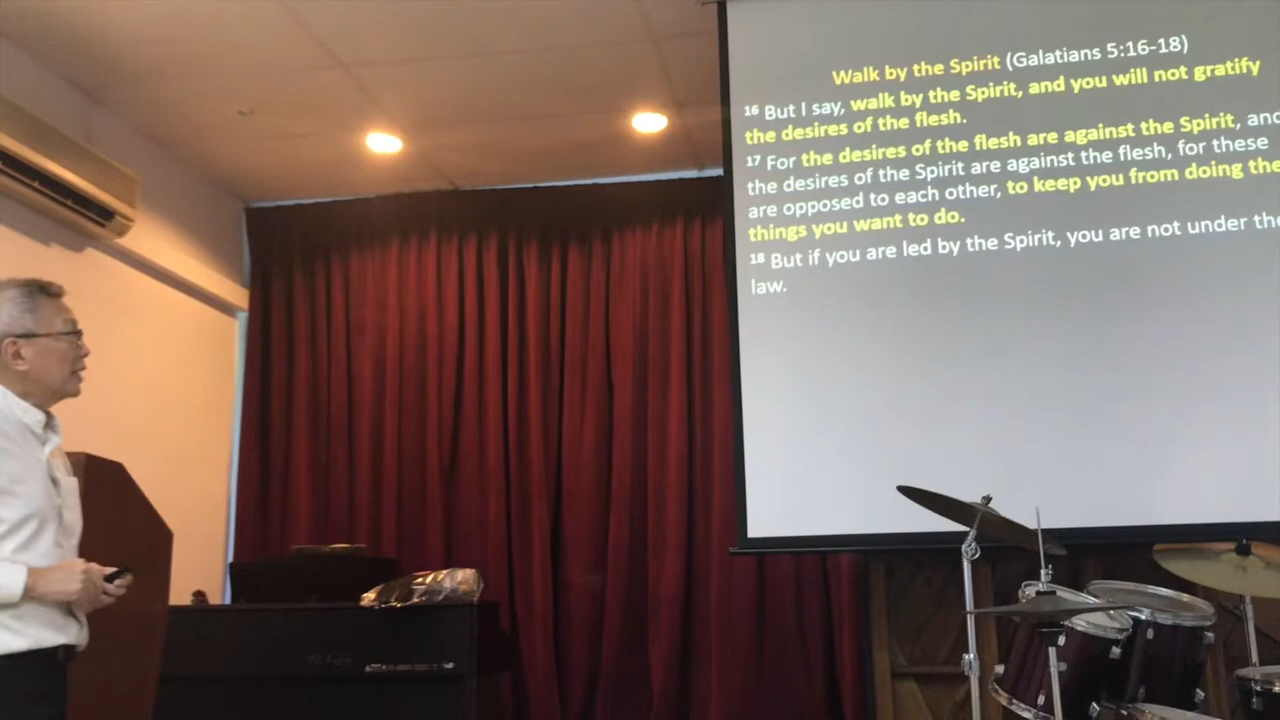 Walk by the Spirit (Galatians 5:16-18)
16 But I say, walk by the Spirit, and you will not gratify
the desires of the flesh.
17 For the desires of the flesh are against the Spirit, and
the desires of the Spirit are against the flesh, for these
are opposed to each other, to keep you from doing the
things you want to do.
18 But if you are led by the Spirit, you are not under the
law.